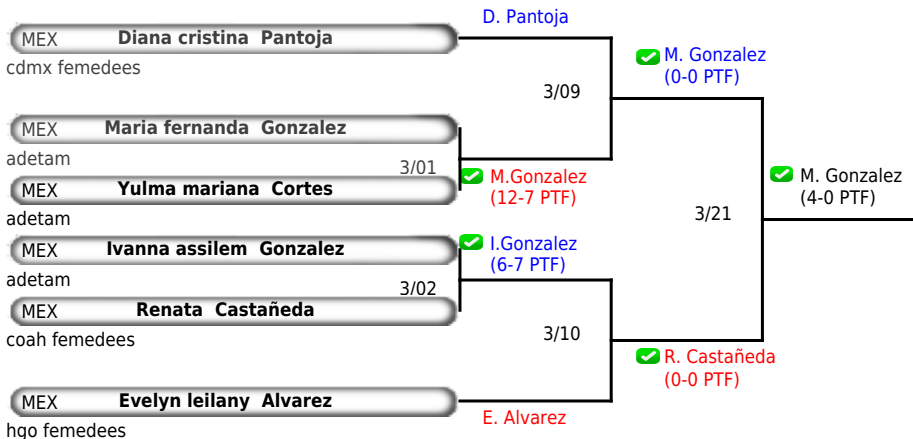 D. Pantoja
MEX Diana cristina Pantoja
cdmx femedees
M. Gonzalez
(0-0 PTF)
3/09
MEX Maria fernanda Gonzalez
adetam
3/01
M.Gonzalez
(12-7 PTF)
MEX Yulma mariana Cortes
adetam
M. Gonzalez
(4-0 PTF)
3/21
MEX Ivanna assilem Gonzalez
adetam
I.Gonzalez
(6-7 PTF)
3/02
MEX Renata Castañeda
coah femedees
3/10
R. Castañeda
(0-0 PTF)
MEX Evelyn leilany Alvarez
hgo femedees
E. Alvarez